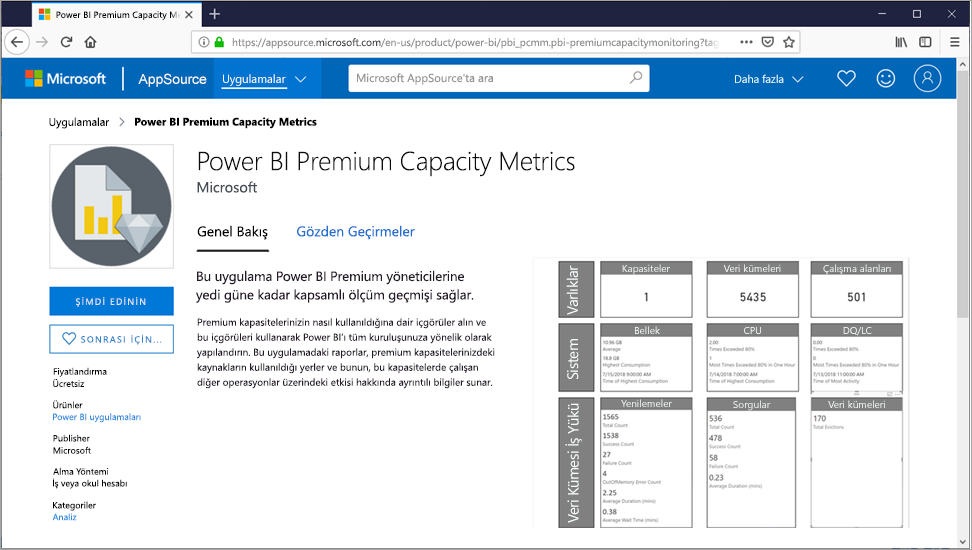 Power BI Premium Capacity M
https://appsource.microsoft.com/en-us/product/power-bi/pbi_pcmm.pbi-premiumcapacitymonitoring?tag
Microsoft
AppSource
Uygulamalar
Microsoft AppSource'ta ara
Daha fazla
Uygulamalar > Power BI Premium Capacity Metrics
Power BI Premium Capacity Metrics
Microsoft
Genel Bakış
Gözden Geçirmeler
Bu uygulama Power BI Premium yöneticilerine
yedi güne kadar kapsamlı ölçüm geçmişi sağlar.
Premium kapasitelerinizin nasıl kullanıldığına dair içgörüler alın ve
bu içgörüleri kullanarak Power BI'ı tüm kuruluşunuza yönelik olarak
yapılandırın. Bu uygulamadaki raporlar, premium kapasitelerinizdeki
kaynakların kullanıldığı yerler ve bunun, bu kapasitelerde çalışan
diğer operasyonlar üzerindeki etkisi hakkında ayrıntılı bilgiler sunar.
ŞİMDİ EDİNİN
SONRASI İÇİN...
Fiyatlandırma
Ücretsiz
Ürünler
Power BI uygulamaları
Publisher
Microsoft
Alma Yöntemi
İş veya okul hesabı
Kategoriler
Analiz
Varlıklar
Kapasiteler
1
Veri kümeleri
5435
Çalışma alanları
501
Sistem
Bellek
10.96 GB
Average
18.8 GB
Highest Consumption
7/15/2018 9:30:00 AM
Time of Highest Consumption
CPU
2.00
Times Exceeded 80%
1
Most Times Exceeded 80% in One Hour
7/14/2018 7:00:00 AM
Time of Highest Consumption
DQ/LC
0.00
Times Exceeded 80%
0
Most Times Exceeded 80% in One Hour
7/13/2018 11:00:00 AM
Time of Most Activity
Veri Kümesi İş Yükü
Yenilemeler
1565
Total Count
1538
Success Count
27
Failure Count
4
OutOfMemory Error Count
2.25
Average Duration (mins)
0.38
Average Wait Time (mins)
Sorgular
536
Total Count
478
Success Count
58
Failure Count
0.23
Average Duration (mins)
Veri kümeleri
170
Total Evictions